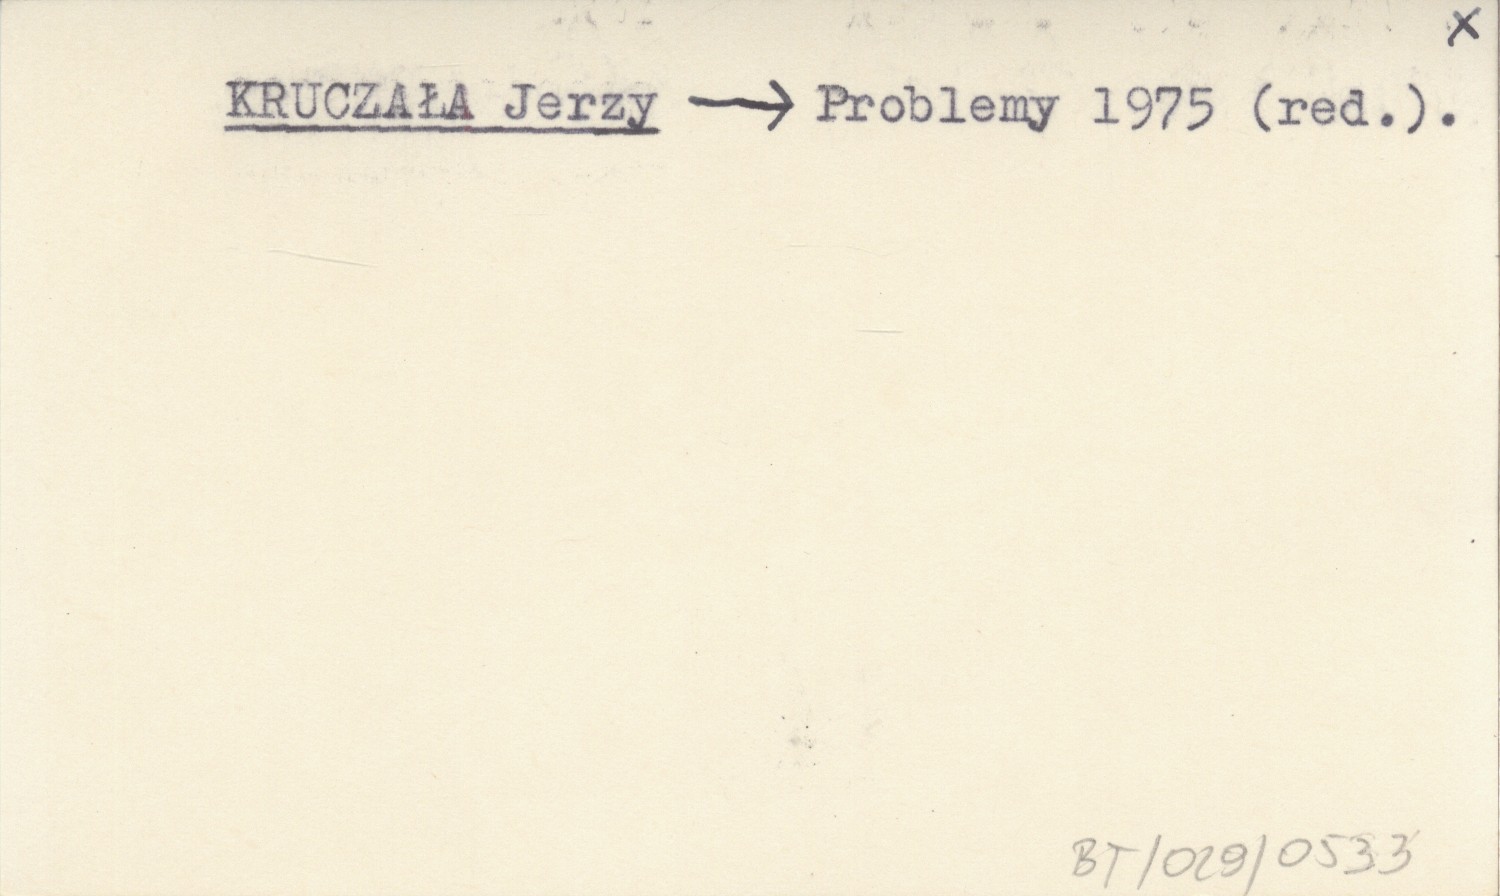 x
KRUCZAŁA Jerzy → Problemy 1975 (red.).
BT/029/0533